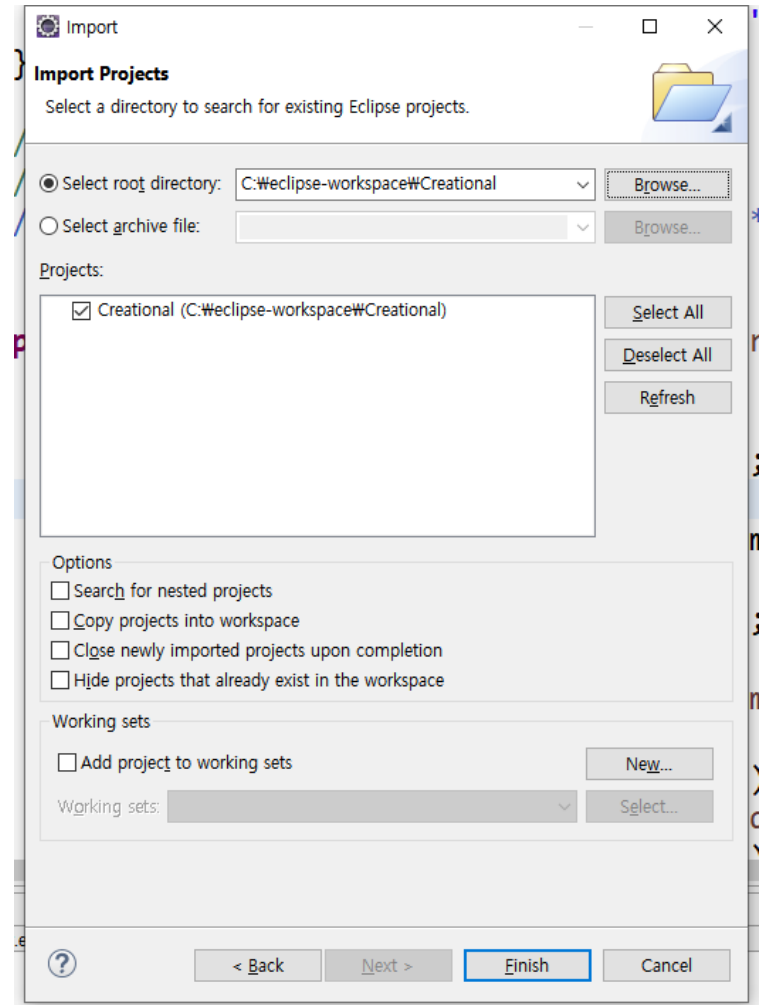 Import
Import Projects
Select a directory to search for existing Eclipse projects.
Select root directory: C:₩eclipse-workspace₩Creational Browse...
Select archive file: Browse...
Projects:
Creational (C:₩eclipse-workspace₩Creational)
Select All
Deselect All
Refresh
Options
Search for nested projects
Copy projects into workspace
Close newly imported projects upon completion
Hide projects that already exist in the workspace
Working sets
Add project to working sets New...
Working sets: Select...
< Back Next > Finish Cancel